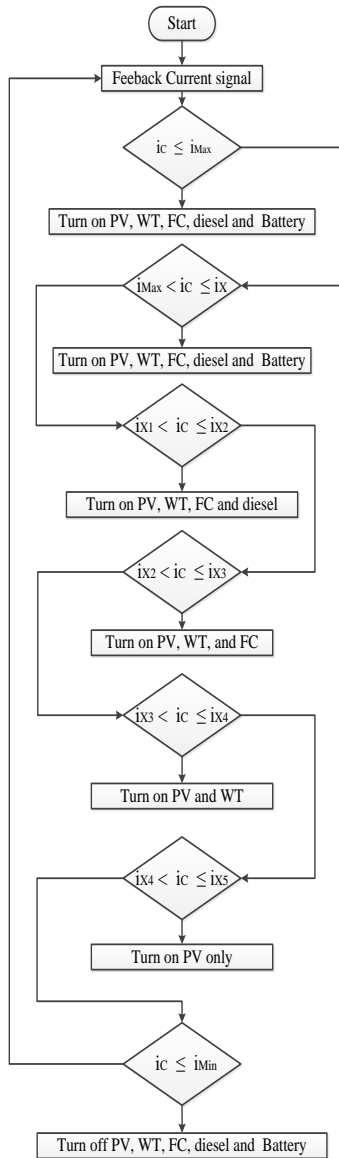 Start
Feeback Current signal
iC ≤ iMax
Turn on PV, WT, FC, diesel and Battery
iMax < iC ≤ iX
Turn on PV, WT, FC, diesel and Battery
iX1 < iC ≤ iX2
Turn on PV, WT, FC and diesel
iX2 < iC ≤ iX3
Turn on PV, WT, and FC
iX3 < iC ≤ iX4
Turn on PV and WT
iX4 < iC ≤ iX5
Turn on PV only
iC ≤ iMin
Turn off PV, WT, FC, diesel and Battery